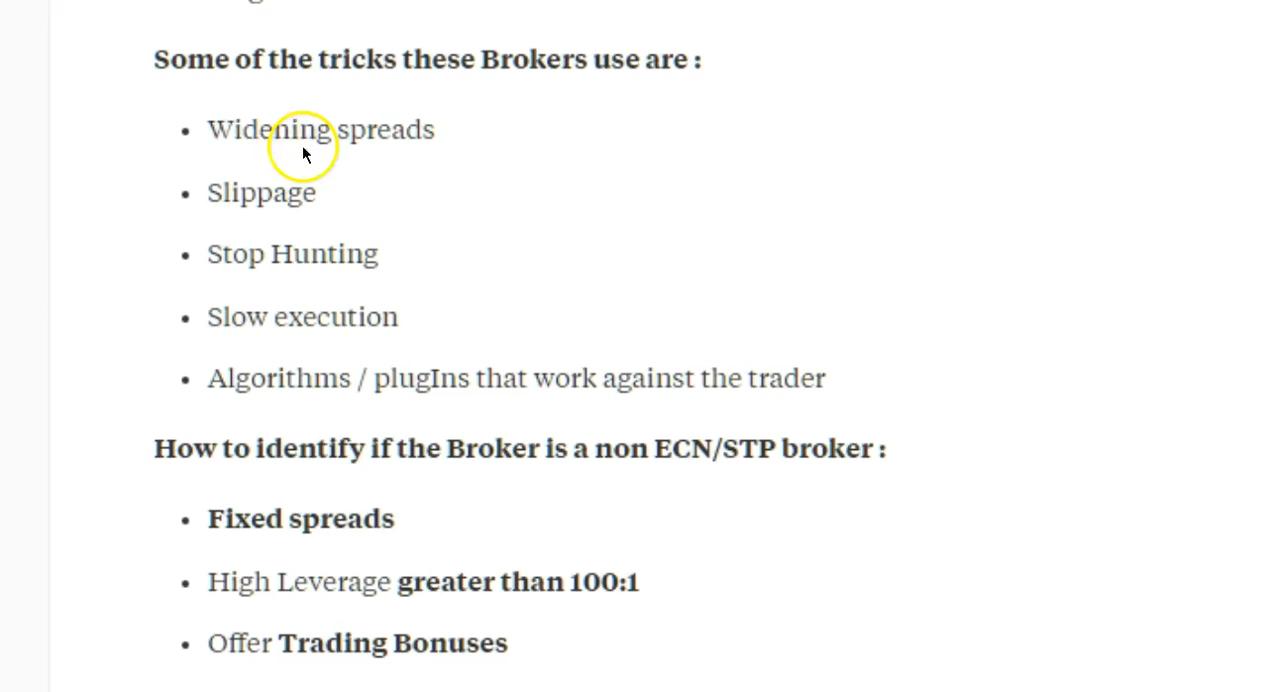 Some of the tricks these Brokers use are :
• Widening spreads
• Slippage
• Stop Hunting
• Slow execution
• Algorithms / plugIns that work against the trader
How to identify if the Broker is a non ECN/STP broker :
• Fixed spreads
• High Leverage greater than 100:1
• Offer Trading Bonuses